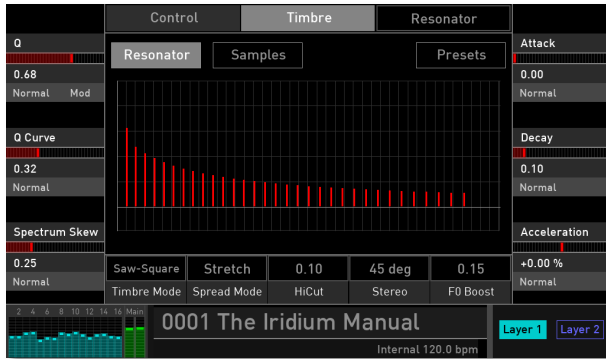 Control Timbre Resonator
Q
0.68
Normal Mod
Q Curve
0.32
Normal
Spectrum Skew
0.25
Normal
Resonator Samples Presets
Attack
0.00
Normal
Decay
0.10
Normal
Acceleration
+0.00 %
Normal
Saw-Square Stretch 0.10 45 deg 0.15
Timbre Mode Spread Mode HiCut Stereo F0 Boost
2 4 6 8 10 12 14 16 Main
0001 The Iridium Manual
Internal 120.0 bpm
Layer 1 Layer 2